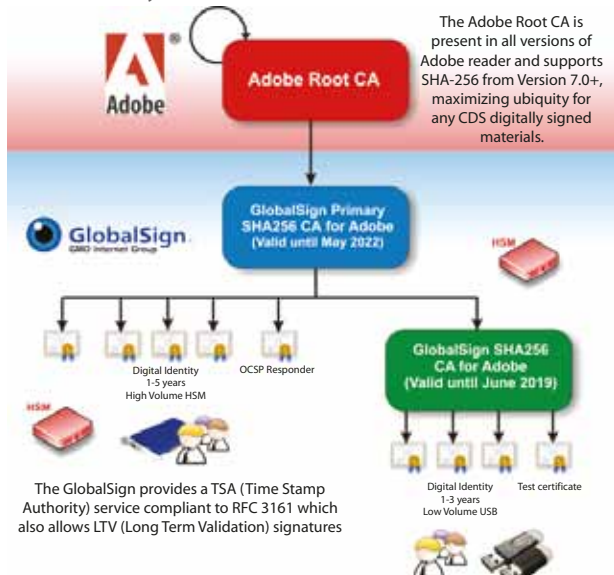 The Adobe Root CA is
present in all versions of
Adobe reader and supports
SHA-256 from Version 7.0+,
maximizing ubiquity for
any CDS digitally signed
materials.
Adobe®
Adobe Root CA
GlobalSign Primary
SHA256 CA for Adobe
(Valid until May 2022)
GlobalSign
GMO Internet Group
HSM
Digital Identity
1-5 years
High Volume HSM
OCSP Responder
GlobalSign SHA256
CA for Adobe
(Valid until June 2019)
HSM
Digital Identity
1-3 years
Low Volume USB
Test certificate
The GlobalSign provides a TSA (Time Stamp
Authority) service compliant to RFC 3161 which
also allows LTV (Long Term Validation) signatures